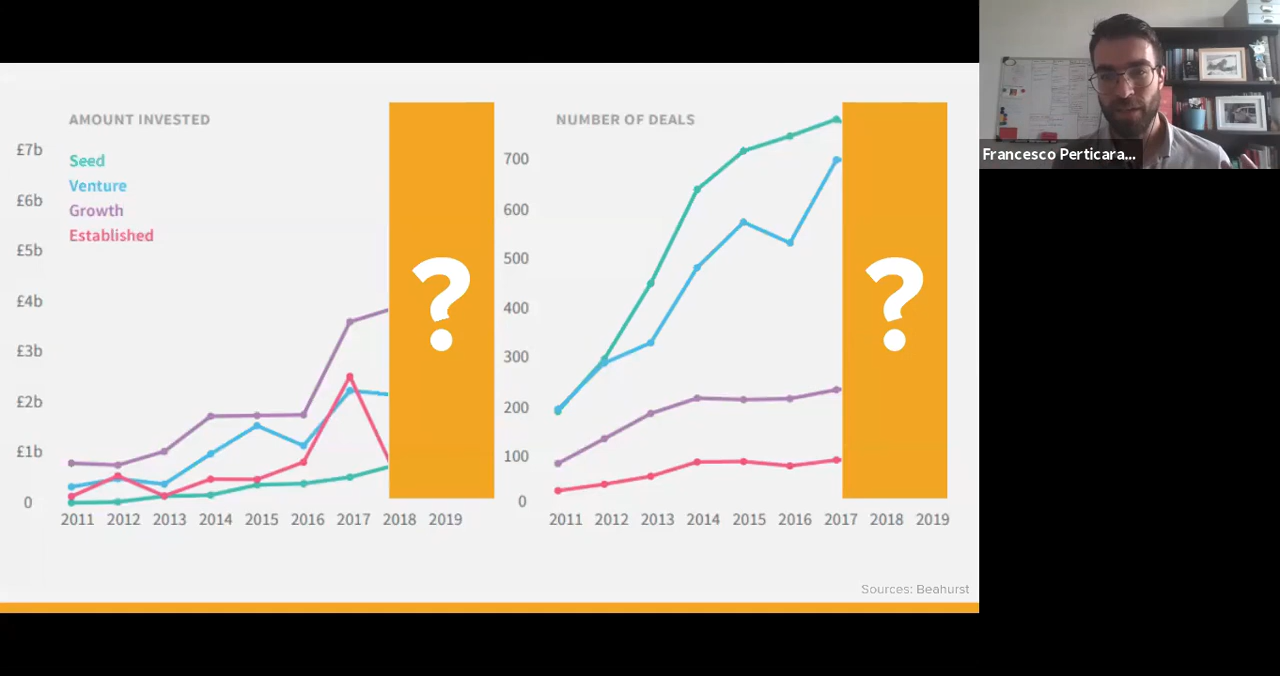 AMOUNT INVESTED
£7b
Seed
Venture
£6b
Growth
Established
£5b
£4b
£3b
£2b
£1b
0
2011 2012 2013 2014 2015 2016 2017 2018 2019
?
NUMBER OF DEALS
700
600
500
400
300
200
100
0
2011 2012 2013 2014 2015 2016 2017 2018 2019
?
Sources: Beahurst
Francesco Perticara...